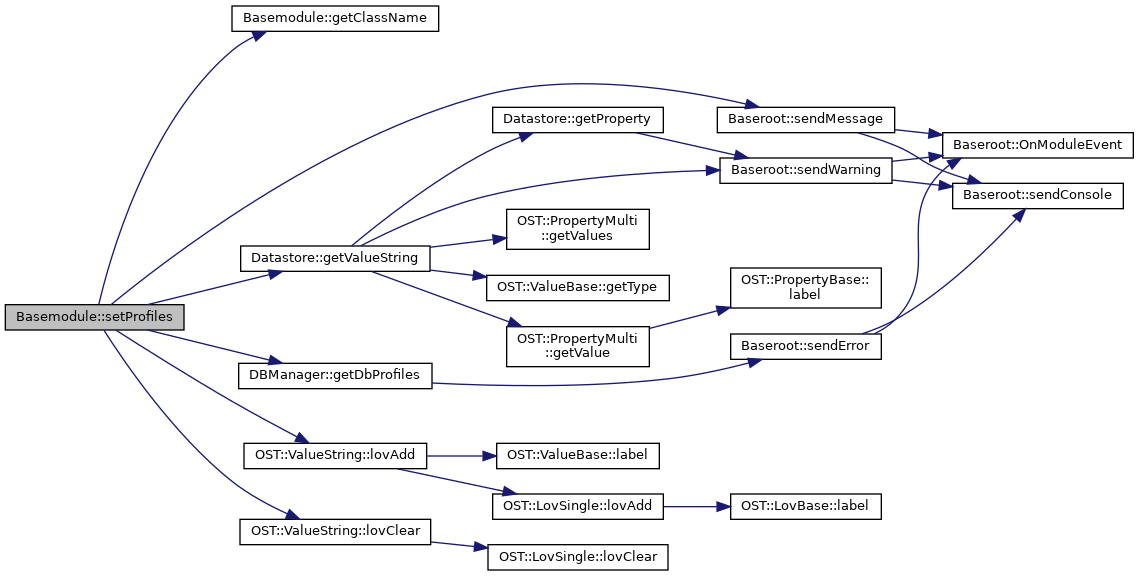 Basemodule::getClassName
Datastore::getProperty
Baseroot::sendMessage
Baseroot::OnModuleEvent
Baseroot::sendWarning
Baseroot::sendConsole
OST::PropertyMulti
::getValues
Datastore::getValueString
OST::ValueBase::getType
OST::PropertyBase::
label
Basemodule::setProfiles
OST::PropertyMulti
::getValue
Baseroot::sendError
DBManager::getDbProfiles
OST::ValueString::lovAdd
OST::ValueBase::label
OST::LovSingle::lovAdd
OST::LovBase::label
OST::ValueString::lovClear
OST::LovSingle::lovClear